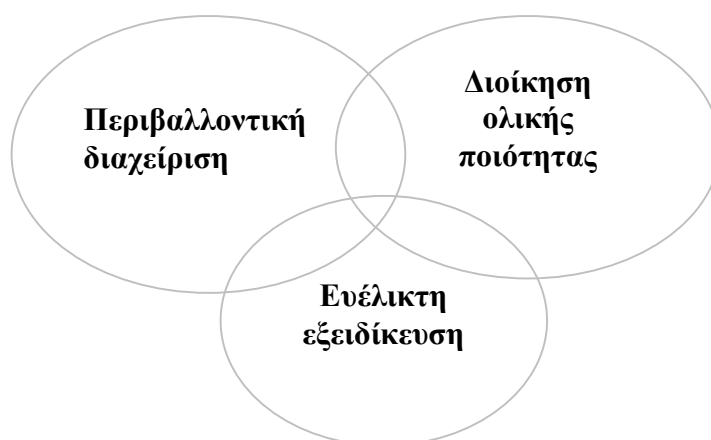 Περιβαλλοντική
διαχείριση
Διοίκηση
ολικής
ποιότητας
Ευέλικτη
εξειδίκευση